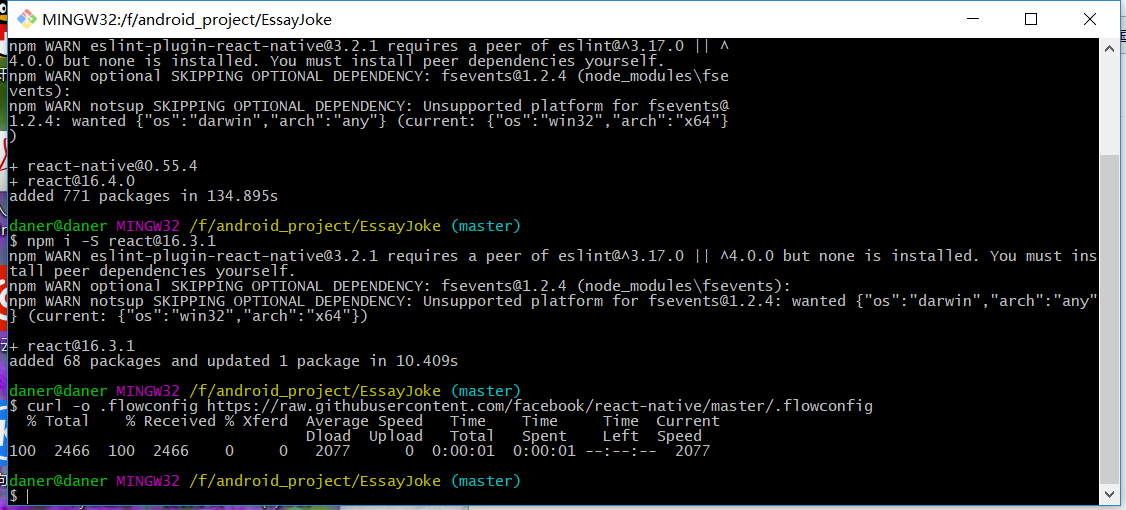 MINGW32:/f/android_project/EssayJoke
npm WARN eslint-plugin-react-native@3.2.1 requires a peer of eslint@^3.17.0 || ^
4.0.0 but none is installed. You must install peer dependencies yourself.
npm WARN optional SKIPPING OPTIONAL DEPENDENCY: fsevents@1.2.4 (node_modules\fse
vents):
npm WARN notsup SKIPPING OPTIONAL DEPENDENCY: Unsupported platform for fsevents@
1.2.4: wanted {"os":"darwin","arch":"any"} (current: {"os":"win32","arch":"x64"}
)
+ react-native@0.55.4
+ react@16.4.0
added 771 packages in 134.895s
daner@daner MINGW32 /f/android_project/EssayJoke (master)
$ npm i -S react@16.3.1
npm WARN eslint-plugin-react-native@3.2.1 requires a peer of eslint@^3.17.0 || ^4.0.0 but none is installed. You must ins
tall peer dependencies yourself.
npm WARN optional SKIPPING OPTIONAL DEPENDENCY: fsevents@1.2.4 (node_modules\fsevents):
npm WARN notsup SKIPPING OPTIONAL DEPENDENCY: Unsupported platform for fsevents@1.2.4: wanted {"os":"darwin","arch":"any"
} (current: {"os":"win32","arch":"x64"})
+ react@16.3.1
added 68 packages and updated 1 package in 10.409s
daner@daner MINGW32 /f/android_project/EssayJoke (master)
$ curl -o .flowconfig https://raw.githubusercontent.com/facebook/react-native/master/.flowconfig
% Total % Received % Xferd Average Speed Time Time Time Current
Dload Upload Total Spent Left Speed
100 2466 100 2466 0 0 2077 0 0:00:01 0:00:01 --:--:-- 2077
daner@daner MINGW32 /f/android_project/EssayJoke (master)
$